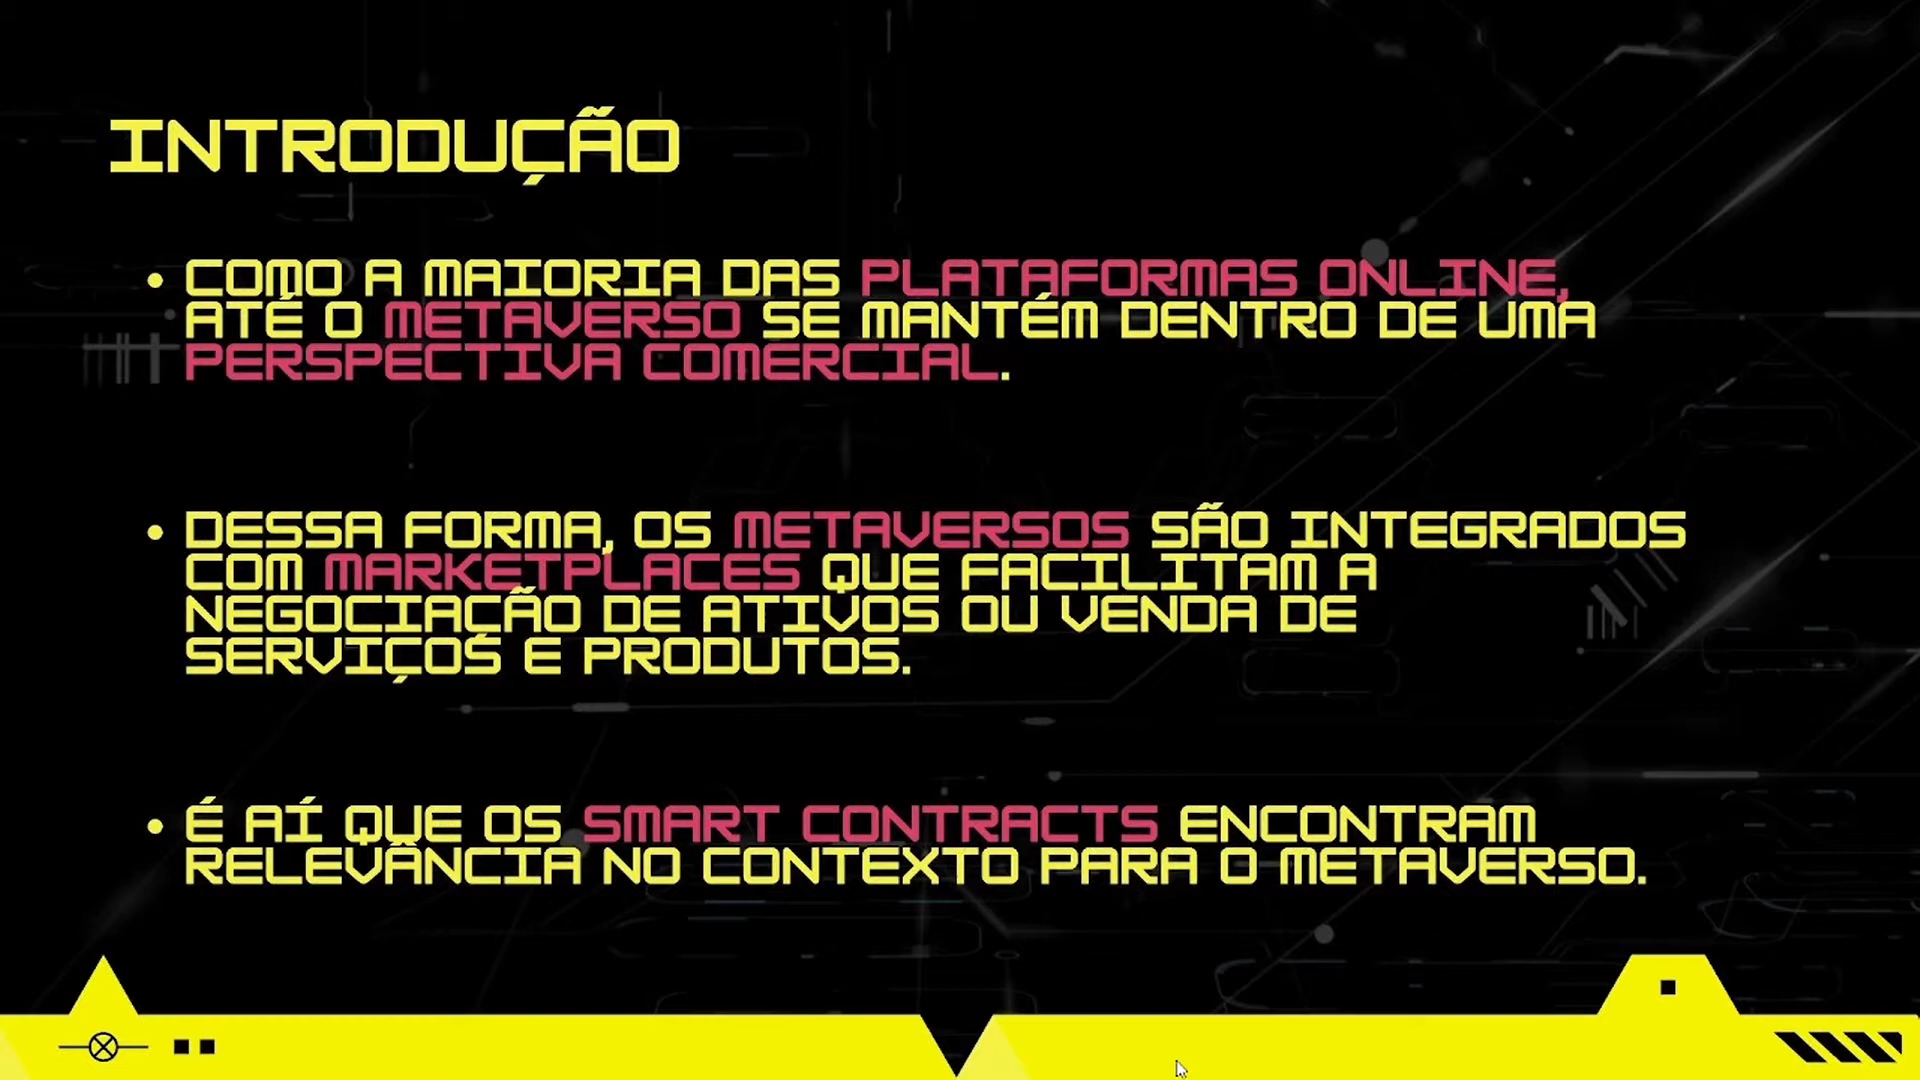 INTRODUÇÃO
• COMO A MAIORIA DAS PLATAFORMAS ONLINE,
ATÉ O METAVERSO SE MANTÉM DENTRO DE UMA
PERSPECTIVA COMERCIAL.
• DESSA FORMA, OS METAVERSOS SÃO INTEGRADOS
COM MARKETPLACES QUE FACILITAM A
NEGOCIAÇÃO DE ATIVOS OU VENDA DE
SERVIÇOS E PRODUTOS.
• É AÍ QUE OS SMART CONTRACTS ENCONTRAM
RELEVÂNCIA NO CONTEXTO PARA O METAVERSO.